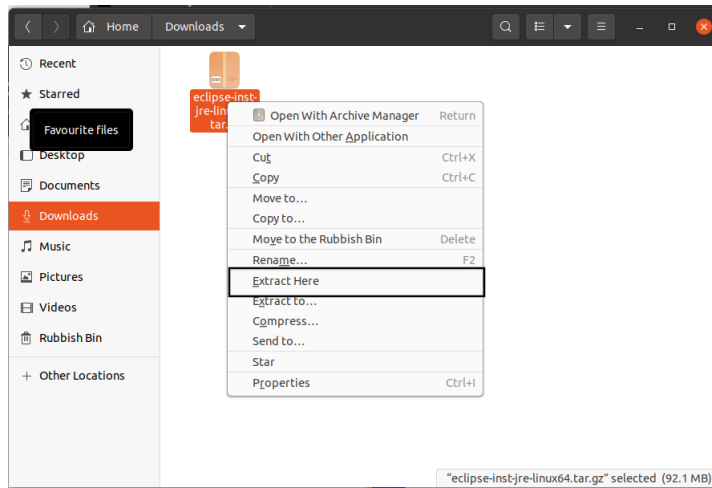 Home Downloads
Recent
Starred
Favourite files
Desktop
Documents
Downloads
Music
Pictures
Videos
Rubbish Bin
+ Other Locations
eclipse-inst-
jre-lin
tar.
Open With Archive Manager Return
Open With Other Application
Cut Ctrl+X
Copy Ctrl+C
Move to…
Copy to…
Move to the Rubbish Bin Delete
Rename… F2
Extract Here
Extract to…
Compress…
Send to…
Star
Properties Ctrl+I
“eclipse-inst-jre-linux64.tar.gz” selected (92.1 MB)